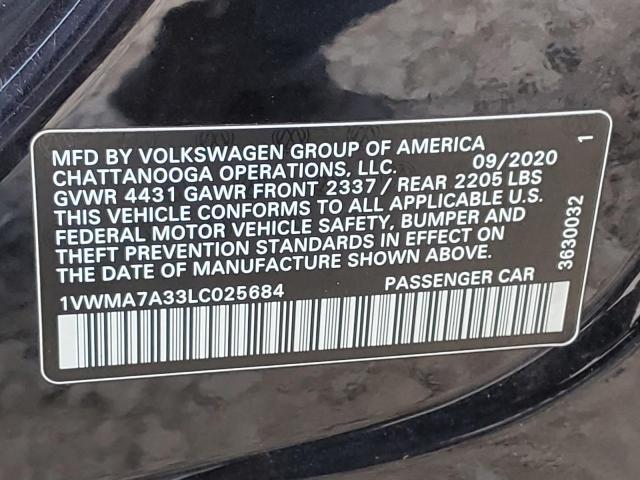 MFD BY VOLKSWAGEN GROUP OF AMERICA
CHATTANOOGA OPERATIONS, LLC. 09/2020
GVWR 4431 GAWR FRONT 2337 / REAR 2205 LBS
THIS VEHICLE CONFORMS TO ALL APPLICABLE U.S.
FEDERAL MOTOR VEHICLE SAFETY, BUMPER AND
THEFT PREVENTION STANDARDS IN EFFECT ON
THE DATE OF MANUFACTURE SHOWN ABOVE.
1VWMA7A33LC025684 PASSENGER CAR
3630032 1